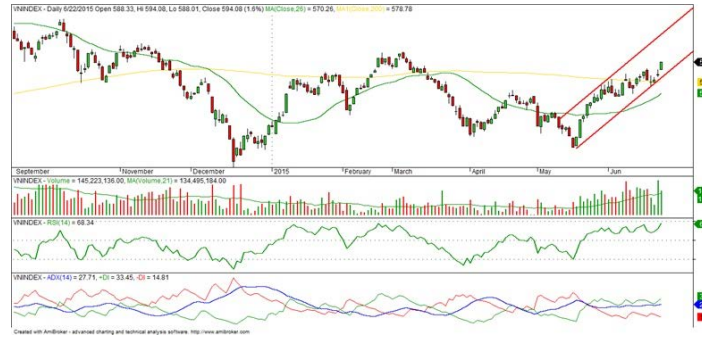 VNINDEX - Daily 6/22/2015 Open 588.33, Hi 594.08, Lo 588.01, Close 594.08 (1.6%) MA(Close,26) = 570.26, MA1(Close,200) = 578.78
September November December 2015 February March April May Jun
VNINDEX - Volume = 145,223,136.00, MA(Volume,21) = 134,495,184.00
VNINDEX - RSI(14) = 68.34
VNINDEX - ADX(14) = 27.71, +DI = 33.45, -DI = 14.81
Created with AmiBroker - advanced charting and technical analysis software. http://www.amibroker.com